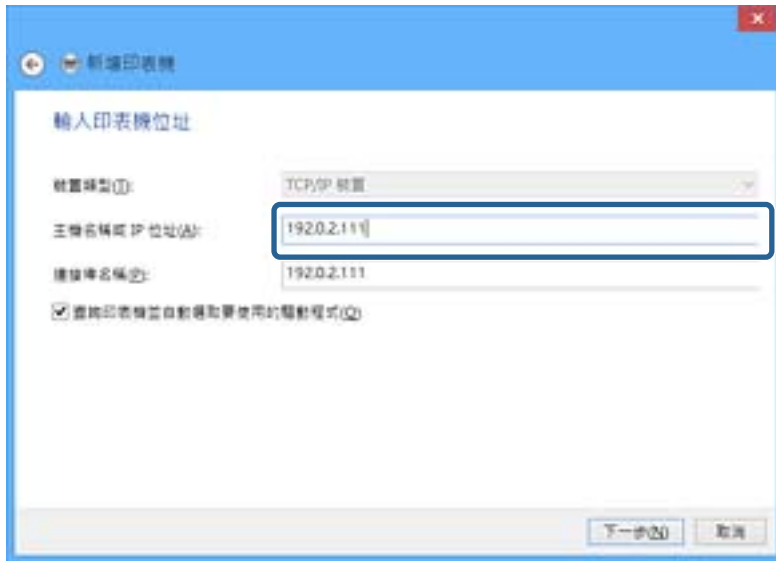 新增印表機
輸入印表機位址
裝置類型(T): TCP/IP 裝置
主機名稱或 IP 位址(A): 192.0.2.111
連接埠名稱(P): 192.0.2.111
查詢印表機並自動選取要使用的驅動程式(Q)
下一步(N) 取消